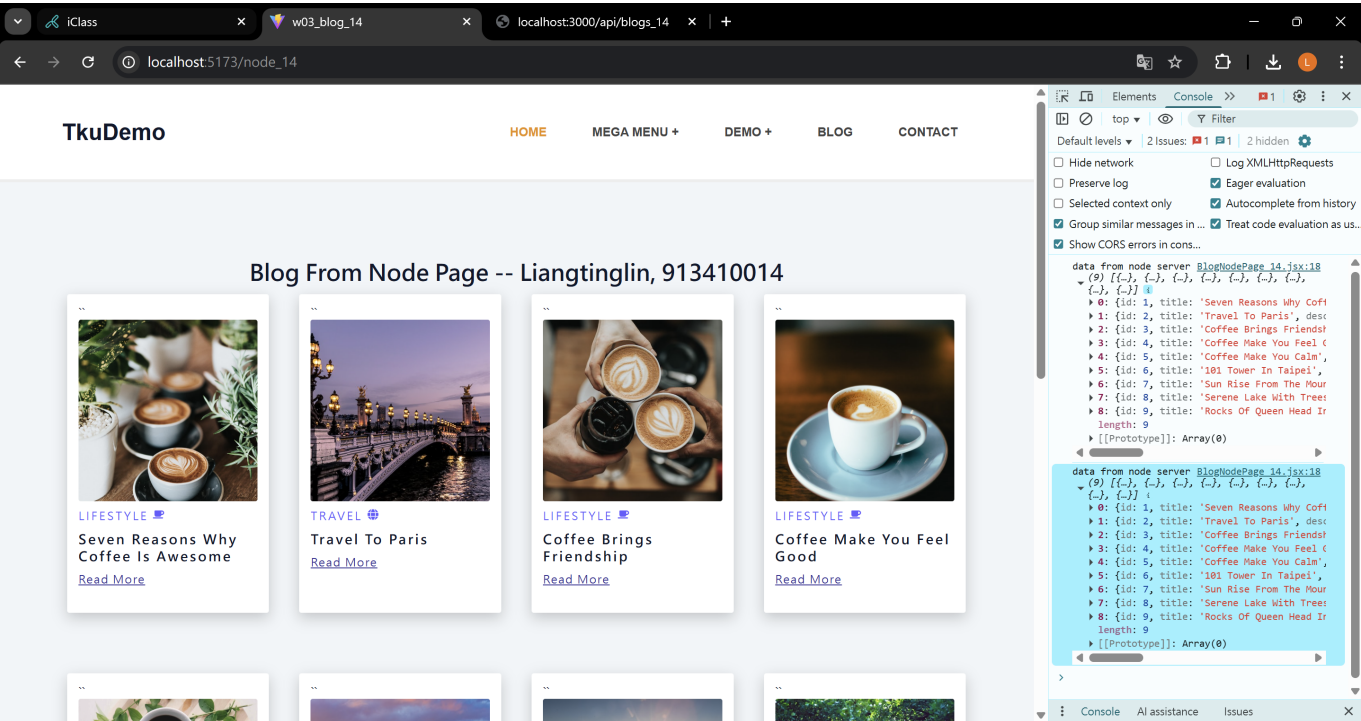 iClass
w03_blog_14
localhost:3000/api/blogs_14
localhost:5173/node_14
L
TkuDemo
HOME
MEGA MENU +
DEMO +
BLOG
CONTACT
Blog From Node Page -- Liangtinglin, 913410014
``
LIFESTYLE
Seven Reasons Why
Coffee Is Awesome
Read More
``
TRAVEL
Travel To Paris
Read More
``
LIFESTYLE
Coffee Brings
Friendship
Read More
``
LIFESTYLE
Coffee Make You Feel
Good
Read More
``
``
``
``
Elements
Console
1
top
Filter
Default levels
2 Issues: 1 1
2 hidden
Hide network
Log XMLHttpRequests
Preserve log
Eager evaluation
Selected context only
Autocomplete from history
Group similar messages in ...
Treat code evaluation as us...
Show CORS errors in cons...
data from node server BlogNodePage_14.jsx:18
(9) [{…}, {…}, {…}, {…}, {…}, {…}, {…},
{…}, {…}] i
0: {id: 1, title: 'Seven Reasons Why Coff
1: {id: 2, title: 'Travel To Paris', desc
2: {id: 3, title: 'Coffee Brings Friendsh
3: {id: 4, title: 'Coffee Make You Feel G
4: {id: 5, title: 'Coffee Make You Calm',
5: {id: 6, title: '101 Tower In Taipei',
6: {id: 7, title: 'Sun Rise From The Moun
7: {id: 8, title: 'Serene Lake With Trees
8: {id: 9, title: 'Rocks Of Queen Head In
length: 9
[[Prototype]]: Array(0)
data from node server BlogNodePage_14.jsx:18
(9) [{…}, {…}, {…}, {…}, {…}, {…}, {…},
{…}, {…}] i
0: {id: 1, title: 'Seven Reasons Why Coff
1: {id: 2, title: 'Travel To Paris', desc
2: {id: 3, title: 'Coffee Brings Friendsh
3: {id: 4, title: 'Coffee Make You Feel G
4: {id: 5, title: 'Coffee Make You Calm',
5: {id: 6, title: '101 Tower In Taipei',
6: {id: 7, title: 'Sun Rise From The Moun
7: {id: 8, title: 'Serene Lake With Trees
8: {id: 9, title: 'Rocks Of Queen Head In
length: 9
[[Prototype]]: Array(0)
Console
AI assistance
Issues